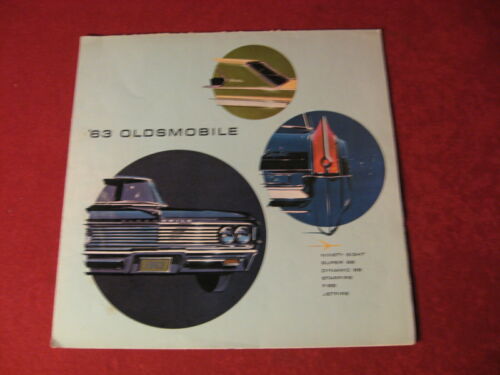 '63 OLDSMOBILE
NINETY-EIGHT
SUPER 88
DYNAMIC 88
STARFIRE
F-85
JETFIRE